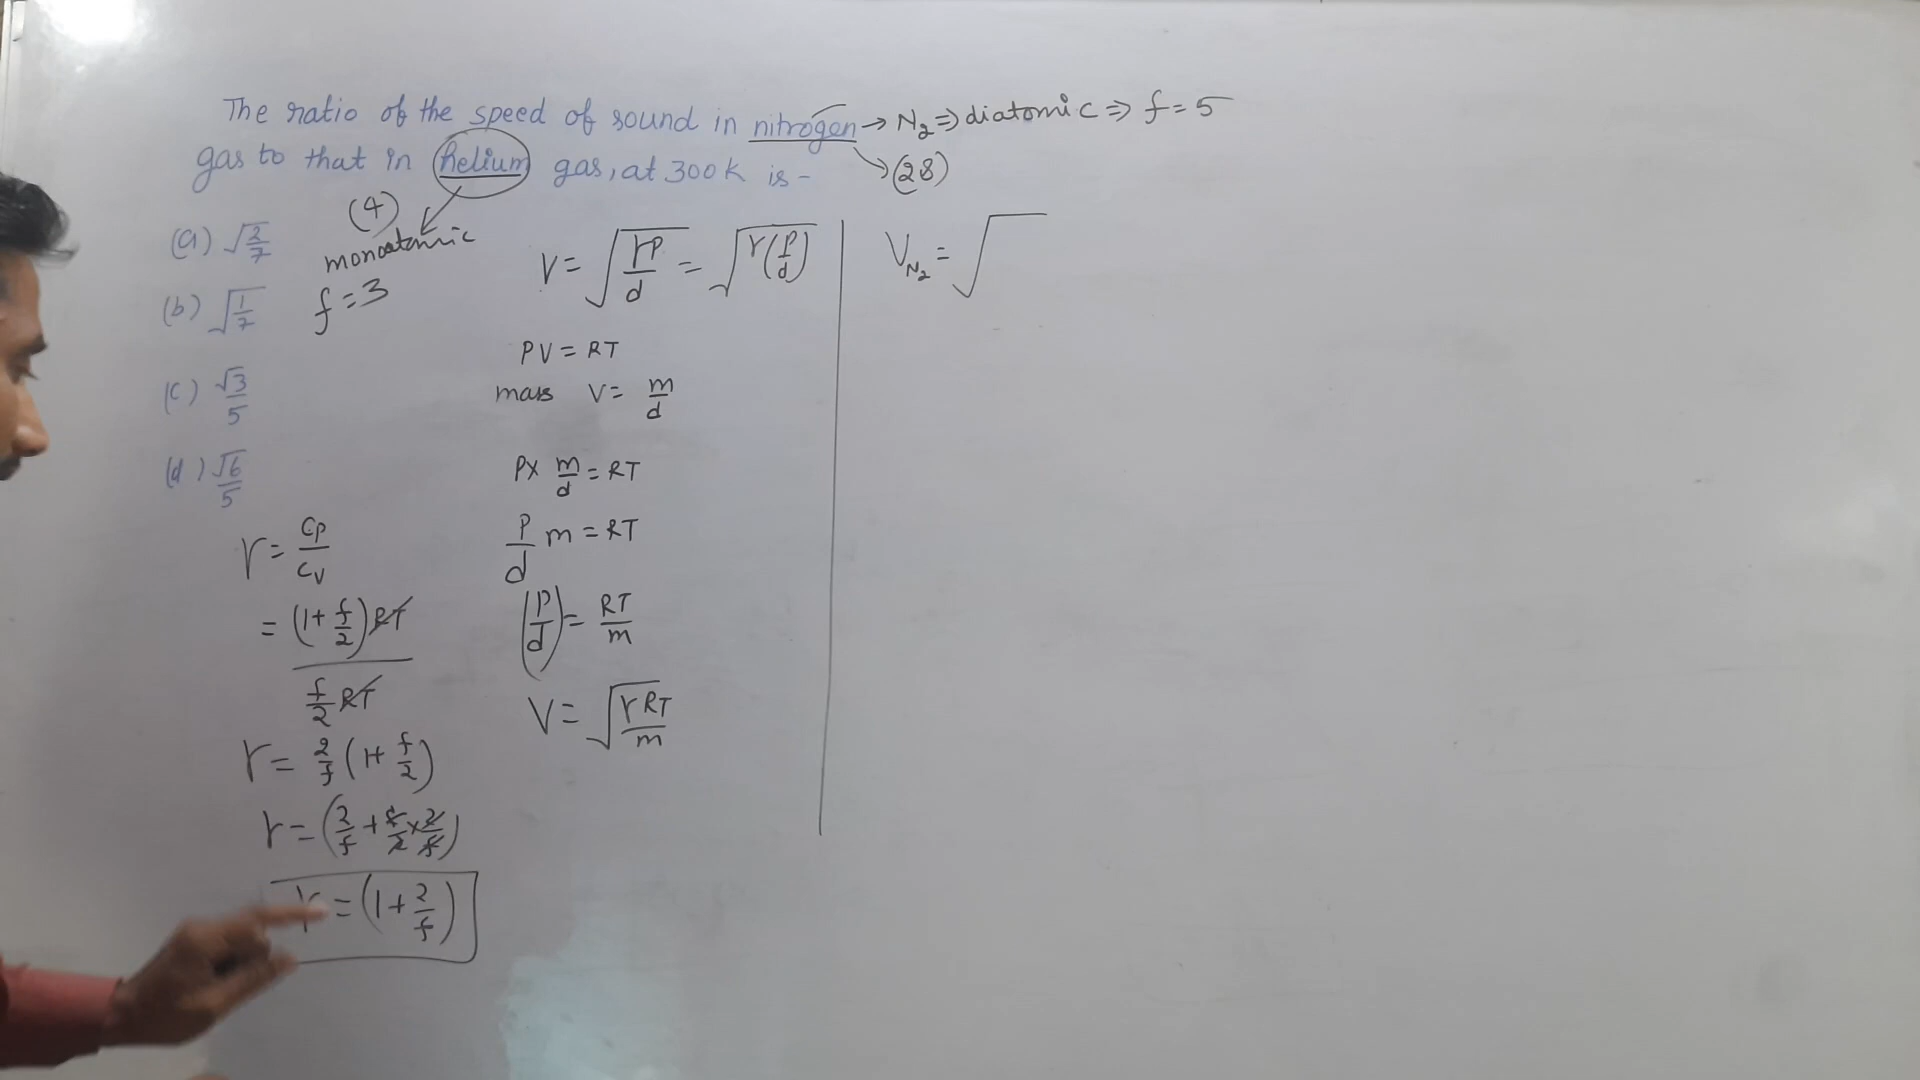 The ratio of the speed of sound in nitrogen → N₂ ⇒ diatomic ⇒ f = 5
gas to that in helium gas, at 300 K is -
(28)
(4)
monoatomic
f = 3
(a) √(2/7)
(b) √(1/7)
(c) √3/5
(d) √6/5
r = Cp/Cv
= (1 + f/2) RT
f/2 RT
r = 2/f (1 + f/2)
r = (2/f + f/2 × 2/f)
r = (1 + 2/f)
V = √(rP/d) = √(r(P/d))
PV = RT
mass V = m/d
P × m/d = RT
P/d m = RT
(P/d) = RT/m
V = √(rRT/m)
V_N₂ = √